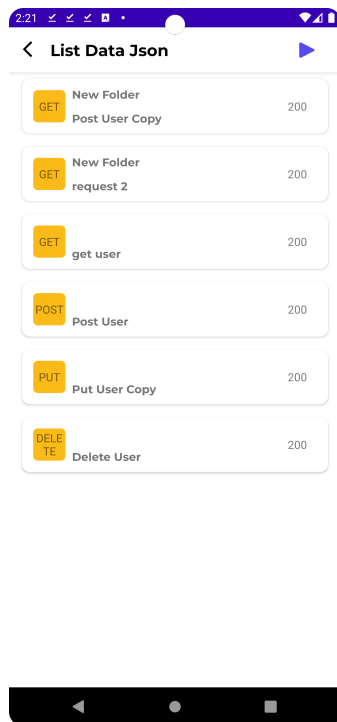 2:21
List Data Json
GET
New Folder
Post User Copy
200
GET
New Folder
request 2
200
GET
get user
200
POST
Post User
200
PUT
Put User Copy
200
DELE
TE
Delete User
200